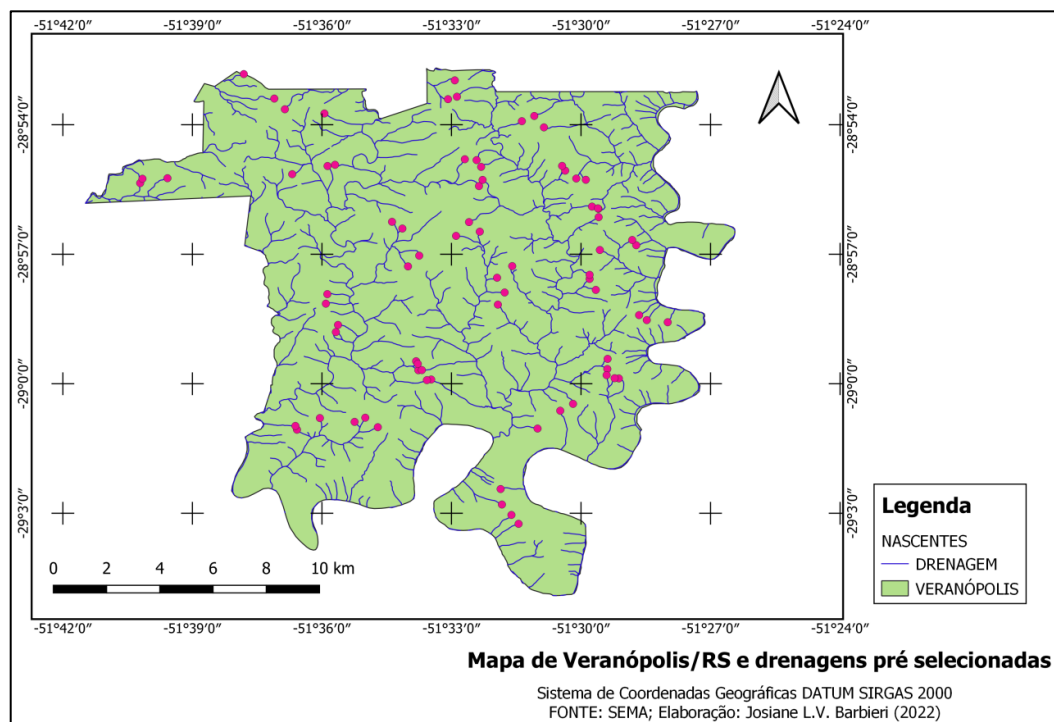 -51°42′0″ -51°39′0″ -51°36′0″ -51°33′0″ -51°30′0″ -51°27′0″ -51°24′0″
-28°54′0″ -28°54′0″
-28°57′0″ -28°57′0″
-29°0′0″ -29°0′0″
-29°3′0″ -29°3′0″
0 2 4 6 8 10 km
-51°42′0″ -51°39′0″ -51°36′0″ -51°33′0″ -51°30′0″ -51°27′0″ -51°24′0″
Legenda
NASCENTES
DRENAGEM
VERANÓPOLIS
Mapa de Veranópolis/RS e drenagens pré selecionadas
Sistema de Coordenadas Geográficas DATUM SIRGAS 2000
FONTE: SEMA; Elaboração: Josiane L.V. Barbieri (2022)